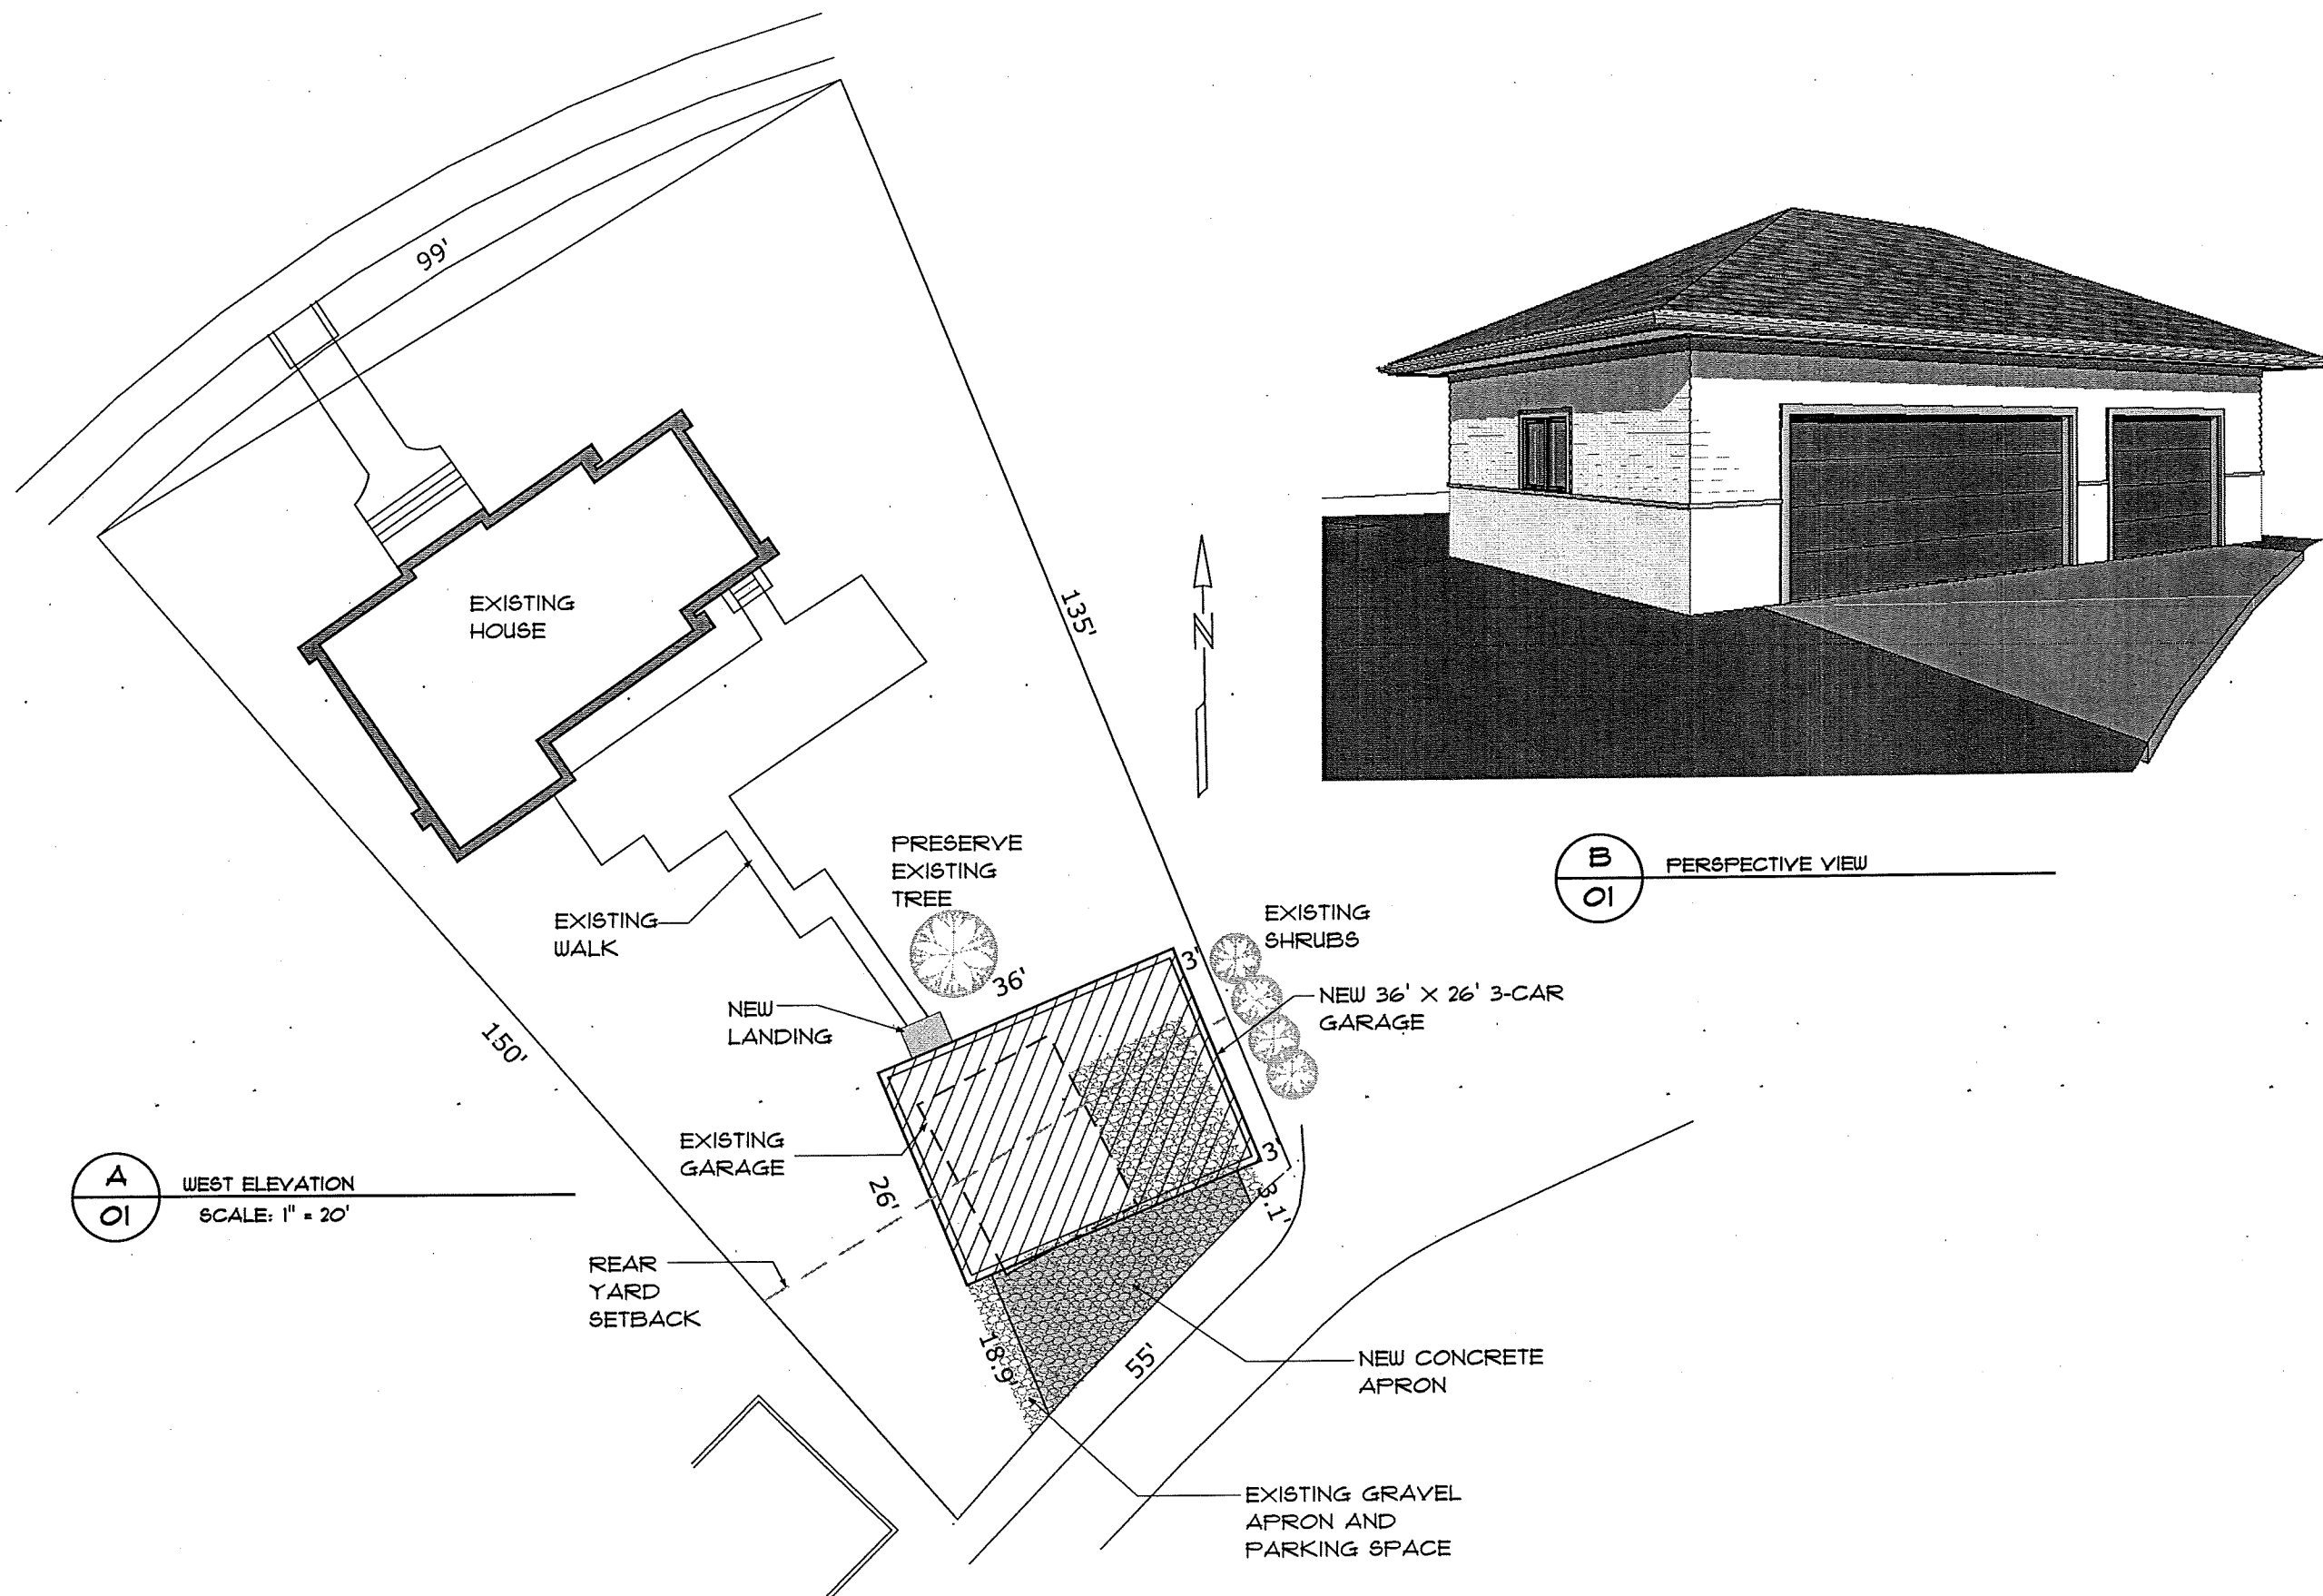 99'
EXISTING
HOUSE
135'
N
PRESERVE
EXISTING
TREE
EXISTING
WALK
EXISTING
SHRUBS
3'
36'
NEW 36' X 26' 3-CAR
GARAGE
NEW
LANDING
150'
EXISTING
GARAGE
3'
3.1'
26'
REAR
YARD
SETBACK
18.9'
55'
NEW CONCRETE
APRON
EXISTING GRAVEL
APRON AND
PARKING SPACE
A
01
WEST ELEVATION
SCALE: 1" = 20'
B
01
PERSPECTIVE VIEW